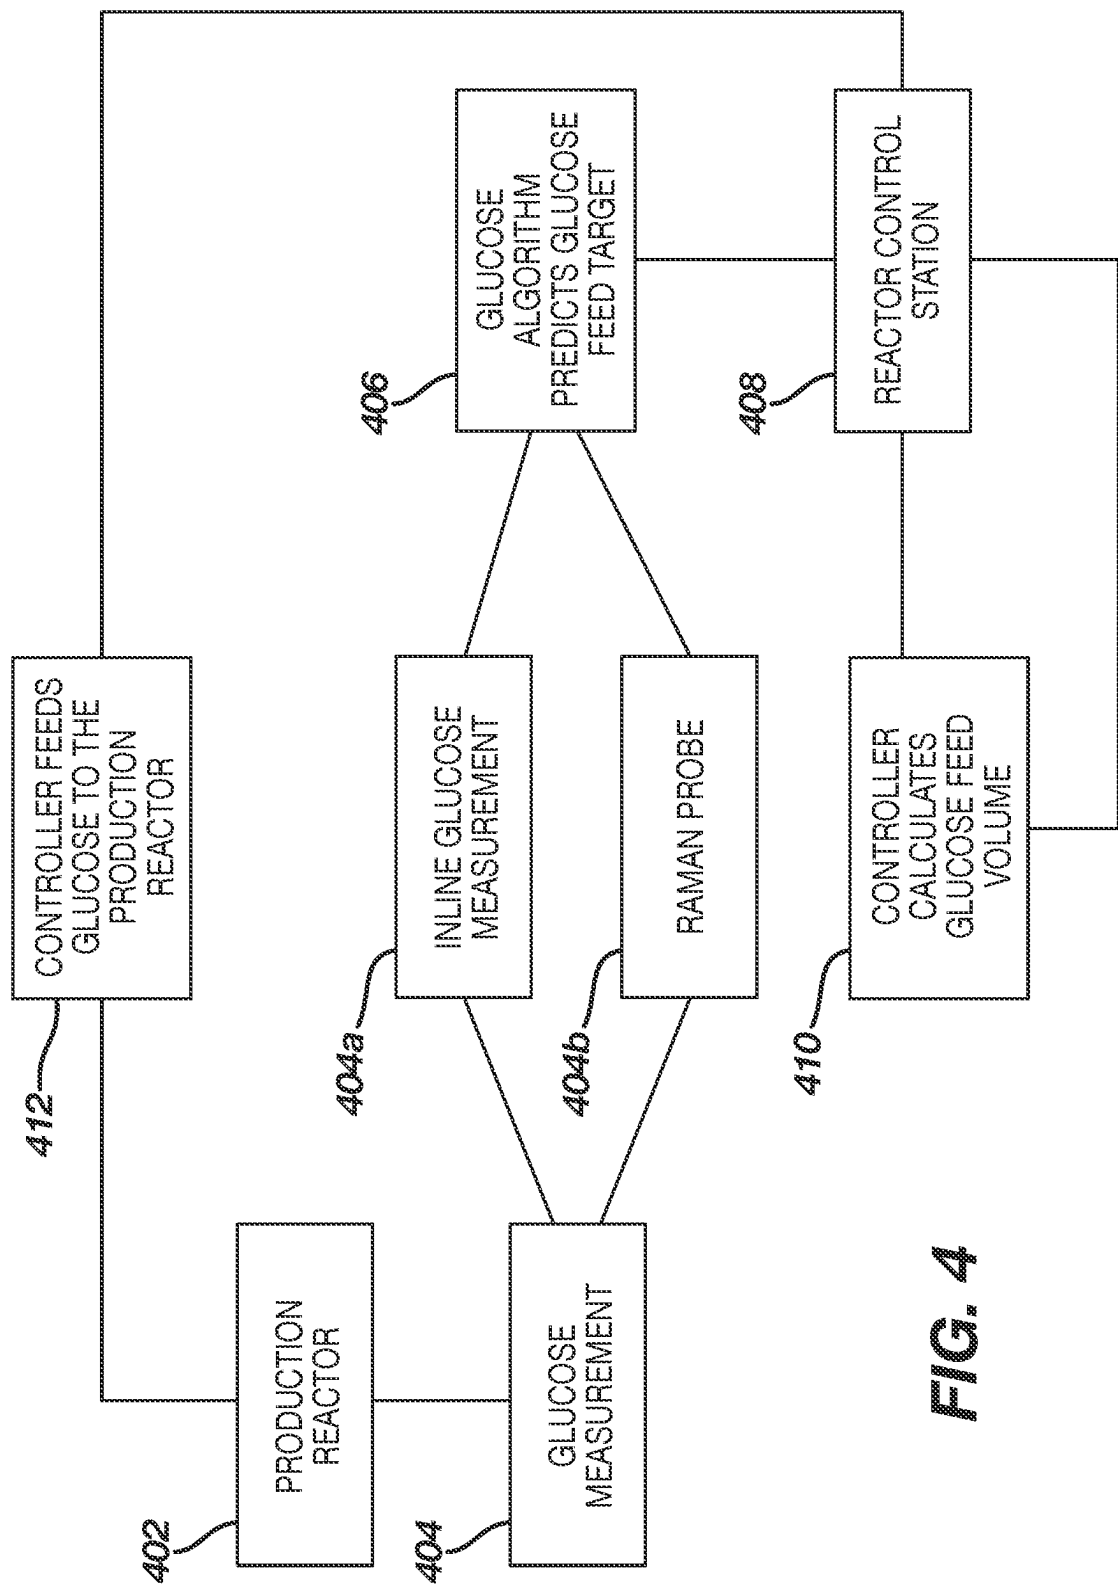 412
CONTROLLER FEEDS
GLUCOSE TO THE
PRODUCTION
REACTOR
402
PRODUCTION
REACTOR
404
GLUCOSE
MEASUREMENT
404a
INLINE GLUCOSE
MEASUREMENT
404b
RAMAN PROBE
406
GLUCOSE
ALGORITHM
PREDICTS GLUCOSE
FEED TARGET
408
REACTOR CONTROL
STATION
410
CONTROLLER
CALCULATES
GLUCOSE FEED
VOLUME
FIG. 4